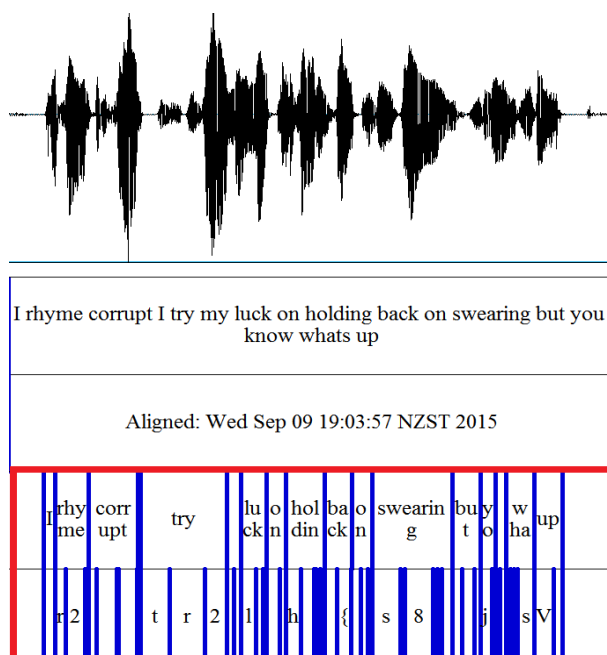 I rhyme corrupt I try my luck on holding back on swearing but you
know whats up
Aligned: Wed Sep 09 19:03:57 NZST 2015
I rhy corr try lu o hol ba o swearin bu y w up
me upt ck n din ck n g t o ha
r 2 t r 2 l h { s 8 j s V